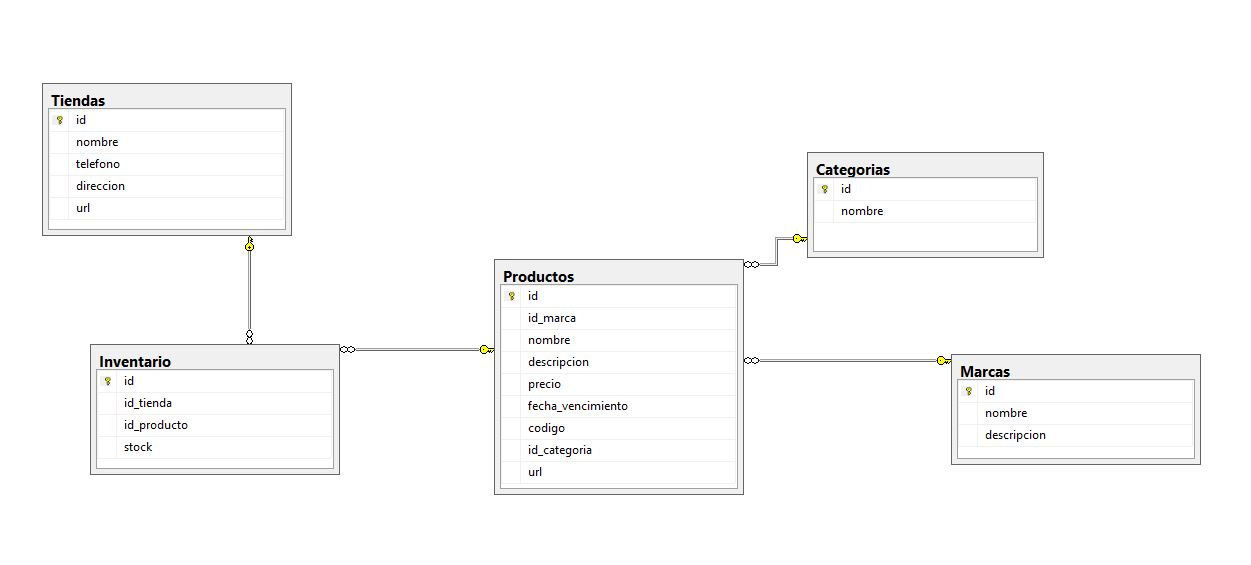 Tiendas
id
nombre
telefono
direccion
url
Inventario
id
id_tienda
id_producto
stock
Productos
id
id_marca
nombre
descripcion
precio
fecha_vencimiento
codigo
id_categoria
url
Categorias
id
nombre
Marcas
id
nombre
descripcion